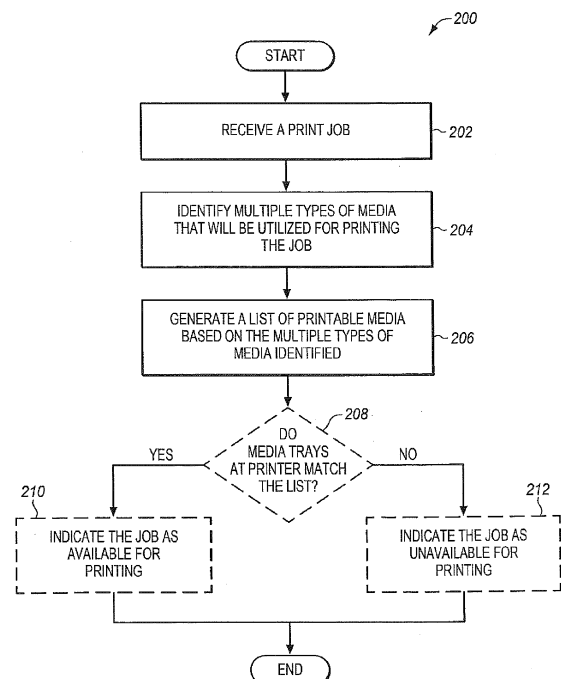 200
START
RECEIVE A PRINT JOB
202
IDENTIFY MULTIPLE TYPES OF MEDIA
THAT WILL BE UTILIZED FOR PRINTING
THE JOB
204
GENERATE A LIST OF PRINTABLE MEDIA
BASED ON THE MULTIPLE TYPES OF
MEDIA IDENTIFIED
206
208
DO
MEDIA TRAYS
AT PRINTER MATCH
THE LIST?
YES
NO
210
INDICATE THE JOB AS
AVAILABLE FOR
PRINTING
212
INDICATE THE JOB AS
UNAVAILABLE FOR
PRINTING
END